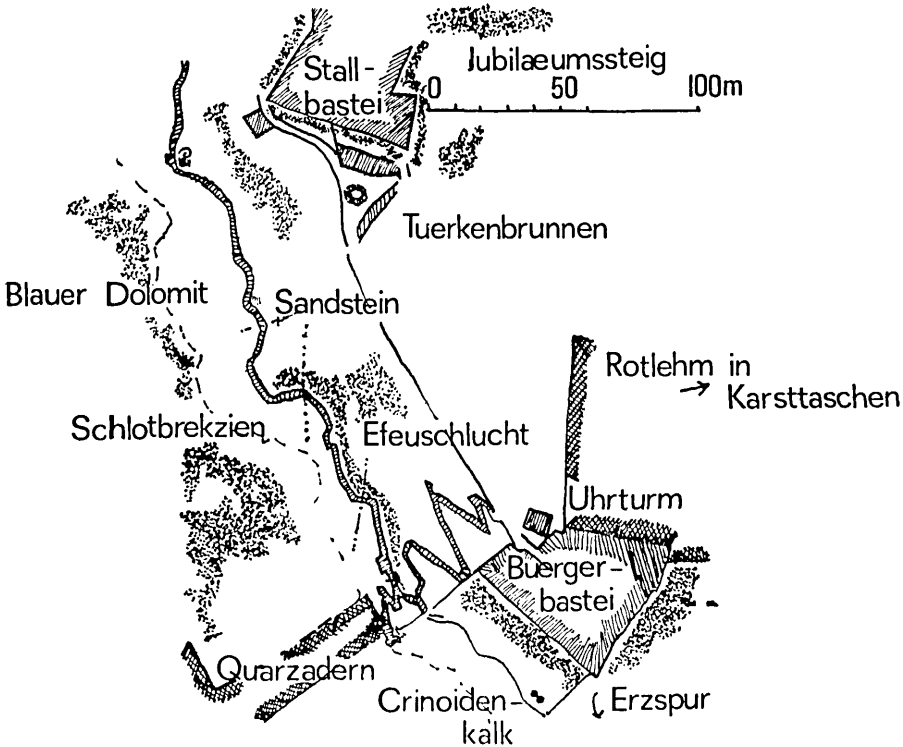 Jubilæumssteig
Stall-
bastei
0 50 100m
Tuerkenbrunnen
Blauer Dolomit
Sandstein
Rotlehm in
Karsttaschen
Schlotbrekzien
Efeuschlucht
Uhrturm
Buerger-
bastei
Quarzadern
Crinoiden-
kalk
Erzspur